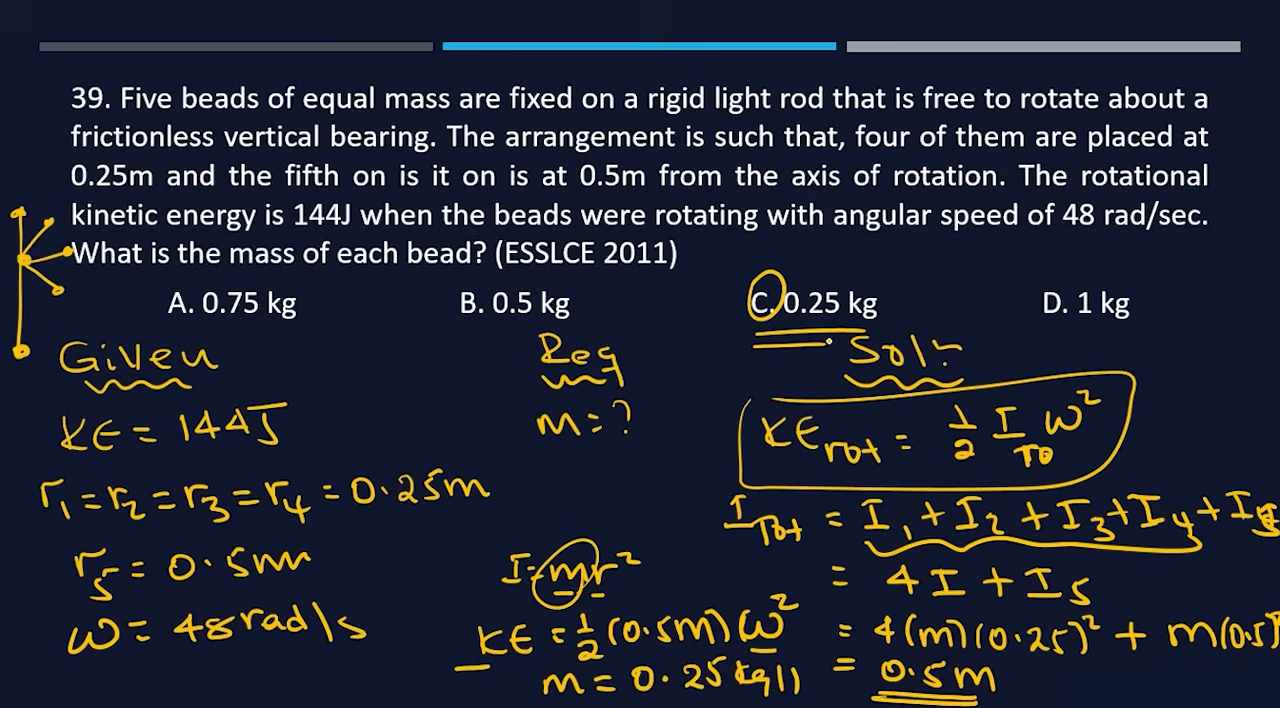 39. Five beads of equal mass are fixed on a rigid light rod that is free to rotate about a
frictionless vertical bearing. The arrangement is such that, four of them are placed at
0.25m and the fifth on is it on is at 0.5m from the axis of rotation. The rotational
kinetic energy is 144J when the beads were rotating with angular speed of 48 rad/sec.
What is the mass of each bead? (ESSLCE 2011)
A. 0.75 kg B. 0.5 kg C. 0.25 kg D. 1 kg
Given
KE = 144J
r₁ = r₂ = r₃ = r₄ = 0.25m
r₅ = 0.5m
ω = 48 rad/s
Req
m = ?
I = mr²
KE = 1/2 (0.5m) ω²
m = 0.25 kg//
Sol
KE rot = 1/2 I ω²
I Tot = I₁ + I₂ + I₃ + I₄ + I₅
= 4I + I₅
= 4(m)(0.25)² + m(0.5)
= 0.5m